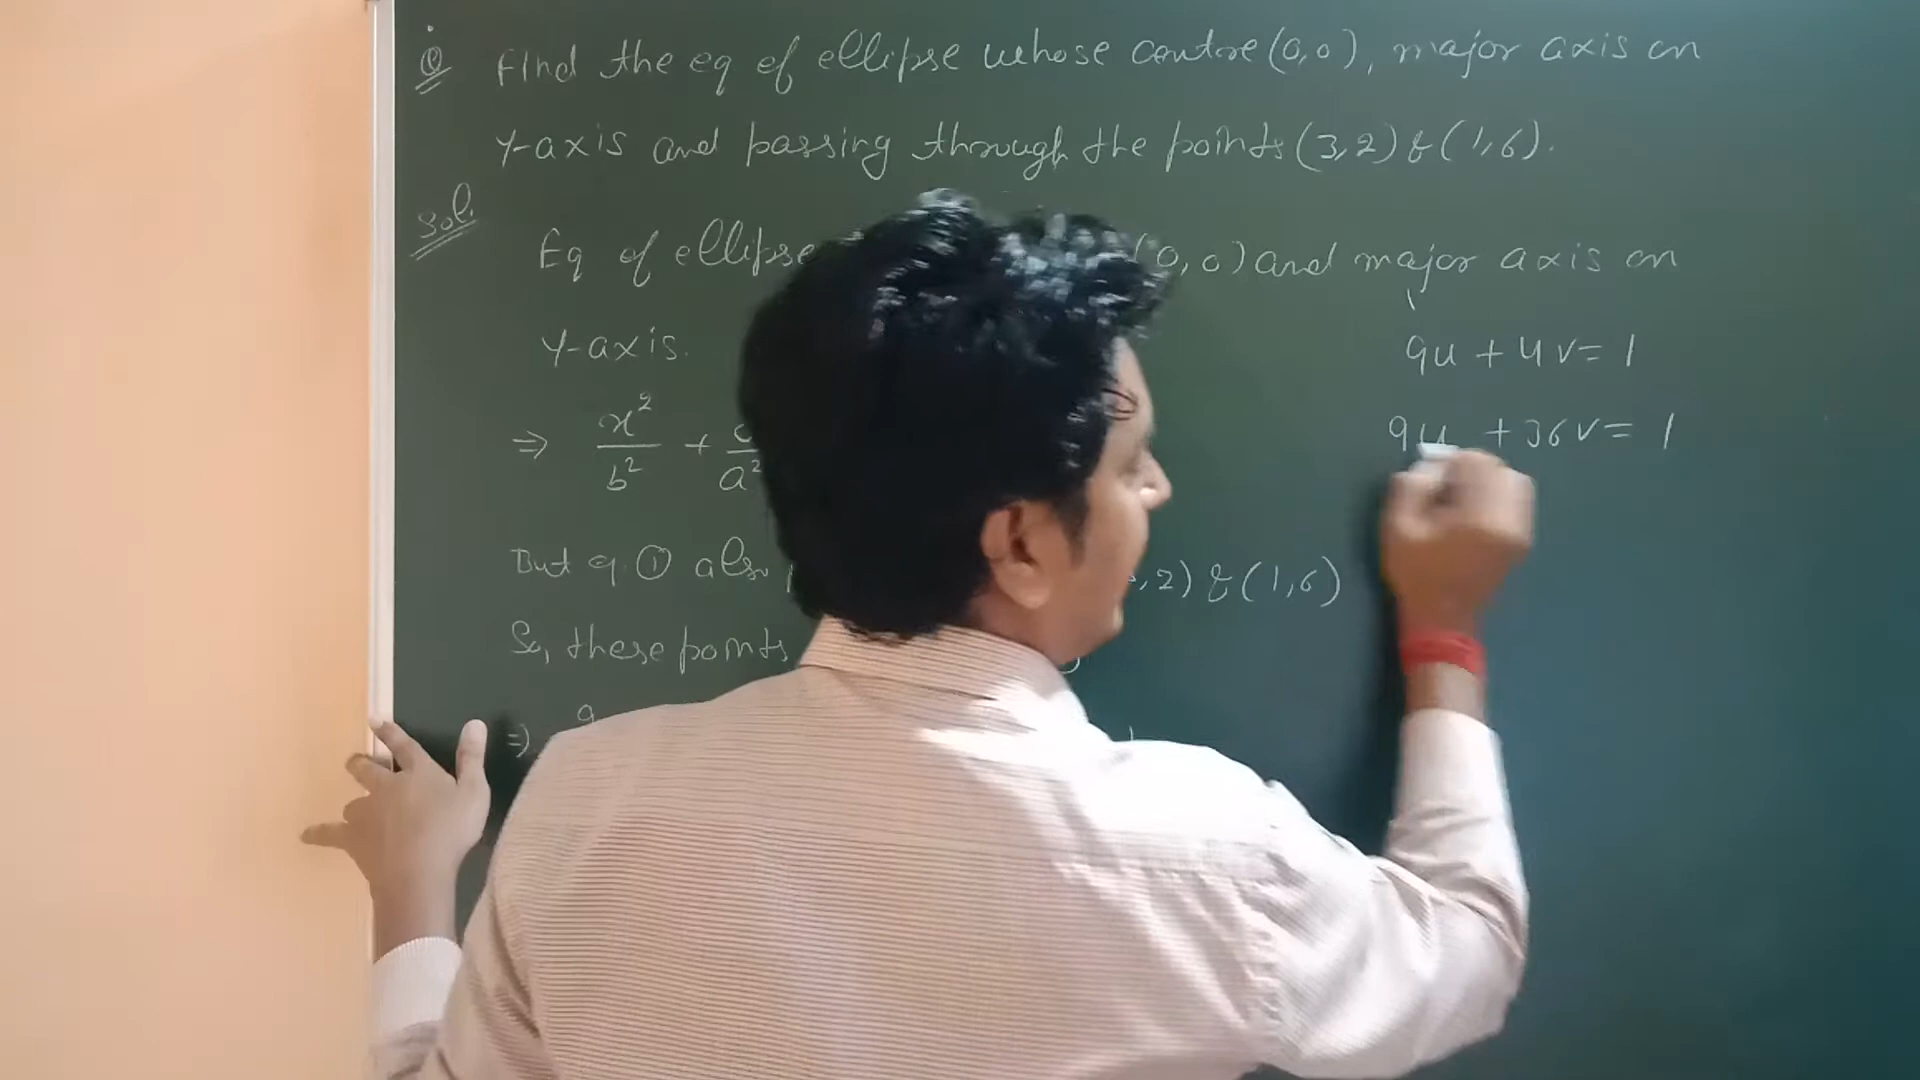 Q Find the eq of ellipse whose centre (0,0), major axis on
y-axis and passing through the points (3,2) & (1,6).
Sol.
Eq of ellipse (0,0) and major axis on
y-axis.
⇒ x²/b² + /a²
9u + 4v = 1
9u + 36v = 1
But eq. ① also ,2) & (1,6)
So, these points
⇒ 9